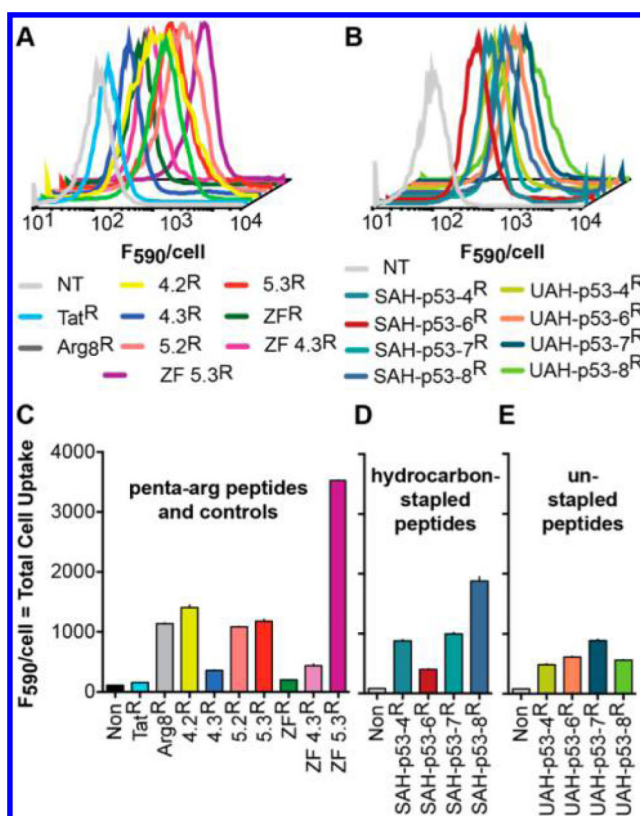 A
B
10¹ 10² 10³ 10⁴
10¹ 10² 10³ 10⁴
F₅₉₀/cell
F₅₉₀/cell
NT
4.2ᴿ
5.3ᴿ
Tatᴿ
4.3ᴿ
ZFᴿ
Arg8ᴿ
5.2ᴿ
ZF 4.3ᴿ
ZF 5.3ᴿ
NT
SAH-p53-4ᴿ
UAH-p53-4ᴿ
SAH-p53-6ᴿ
UAH-p53-6ᴿ
SAH-p53-7ᴿ
UAH-p53-7ᴿ
SAH-p53-8ᴿ
UAH-p53-8ᴿ
C
D
E
F₅₉₀/cell = Total Cell Uptake
4000
3000
2000
1000
0
penta-arg peptides
and controls
hydrocarbon-
stapled
peptides
un-
stapled
peptides
Non
Tatᴿ
Arg8ᴿ
4.2ᴿ
4.3ᴿ
5.2ᴿ
5.3ᴿ
ZFᴿ
ZF 4.3ᴿ
ZF 5.3ᴿ
Non
SAH-p53-4ᴿ
SAH-p53-6ᴿ
SAH-p53-7ᴿ
SAH-p53-8ᴿ
Non
UAH-p53-4ᴿ
UAH-p53-6ᴿ
UAH-p53-7ᴿ
UAH-p53-8ᴿ